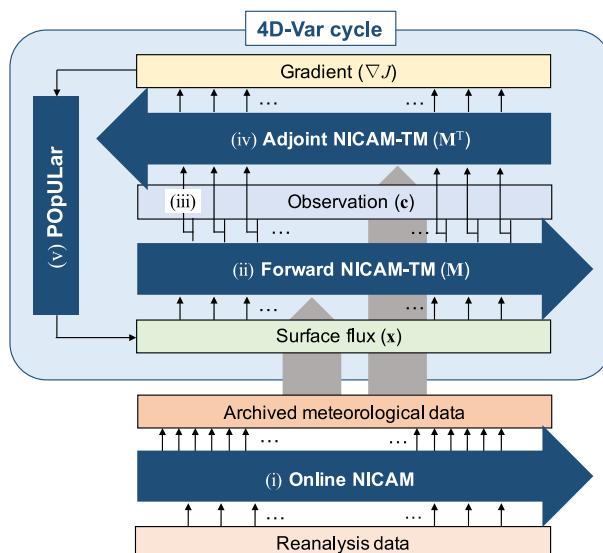 4D-Var cycle
Gradient (∇J)
... ...
(iv) Adjoint NICAM-TM (Mᵀ)
(iii) ... ...
Observation (c)
... ...
(ii) Forward NICAM-TM (M)
... ...
Surface flux (x)
(v) POpULar
Archived meteorological data
... ...
(i) Online NICAM
... ...
Reanalysis data